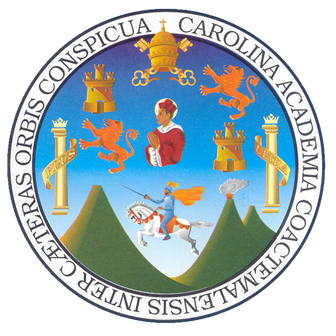 CAROLINA ACADEMIA COACTEMALENSIS INTER CÆTERAS ORBIS CONSPICUA